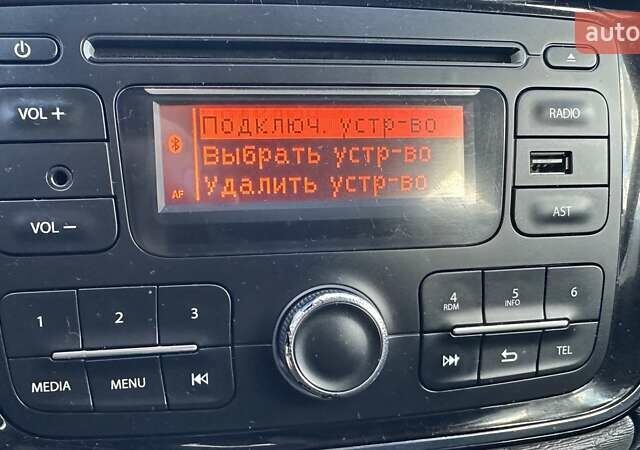 auto
VOL +
Подключ. устр-во
Выбрать устр-во
Удалить устр-во
AF
RADIO
AST
VOL –
1
2
3
4
RDM
5
INFO
6
MEDIA
MENU
TEL